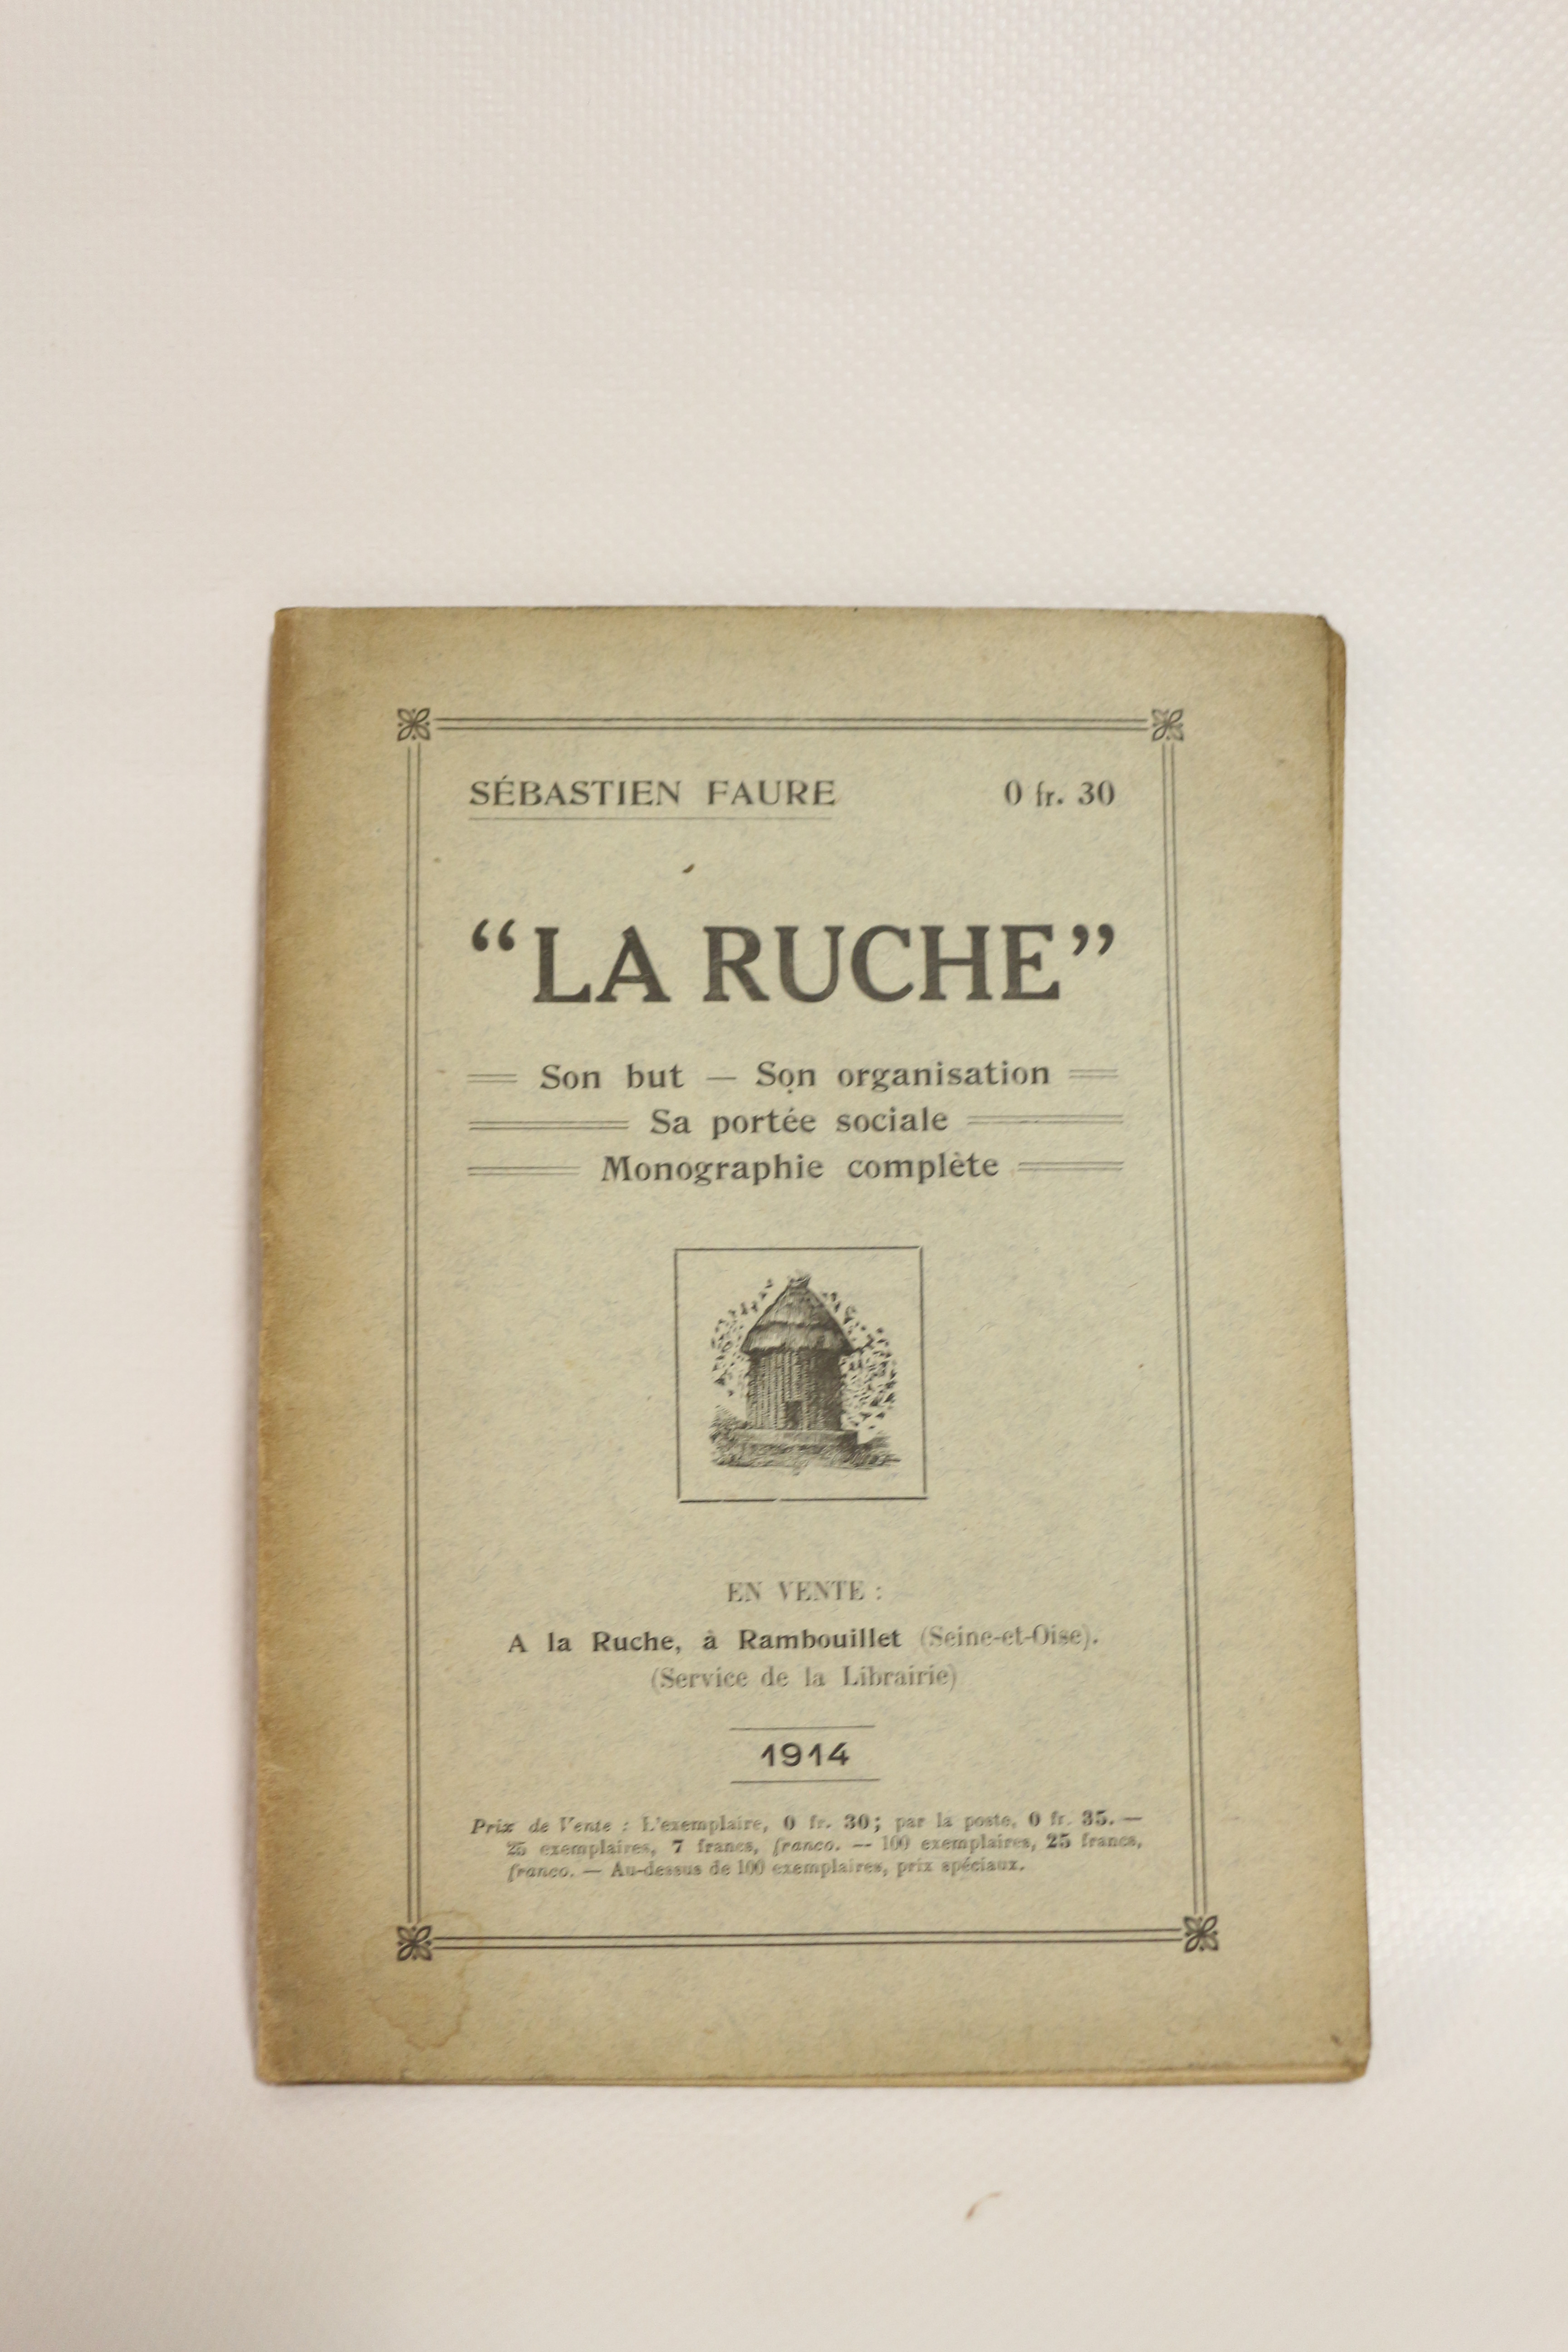 SÉBASTIEN FAURE 0 fr. 30
“LA RUCHE”
Son but — Son organisation
Sa portée sociale
Monographie complète
EN VENTE :
A la Ruche, à Rambouillet (Seine-et-Oise).
(Service de la Librairie)
1914
Prix de Vente : L'exemplaire, 0 fr. 30; par la poste, 0 fr. 35. —
25 exemplaires, 7 francs, franco. — 100 exemplaires, 25 francs,
franco. — Au-dessus de 100 exemplaires, prix spéciaux.